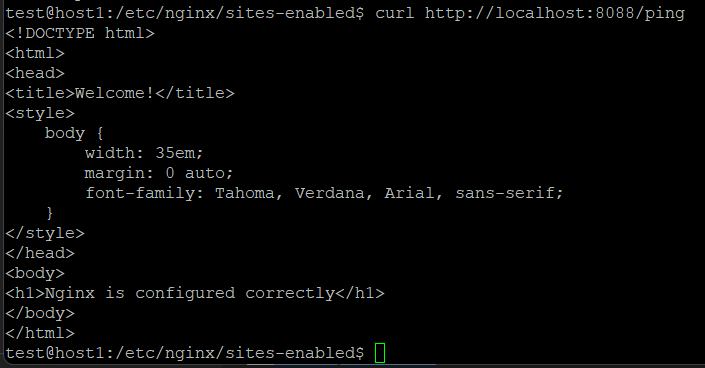 test@host1:/etc/nginx/sites-enabled$ curl http://localhost:8088/ping
<!DOCTYPE html>
<html>
<head>
<title>Welcome!</title>
<style>
    body {
        width: 35em;
        margin: 0 auto;
        font-family: Tahoma, Verdana, Arial, sans-serif;
    }
</style>
</head>
<body>
<h1>Nginx is configured correctly</h1>
</body>
</html>
test@host1:/etc/nginx/sites-enabled$